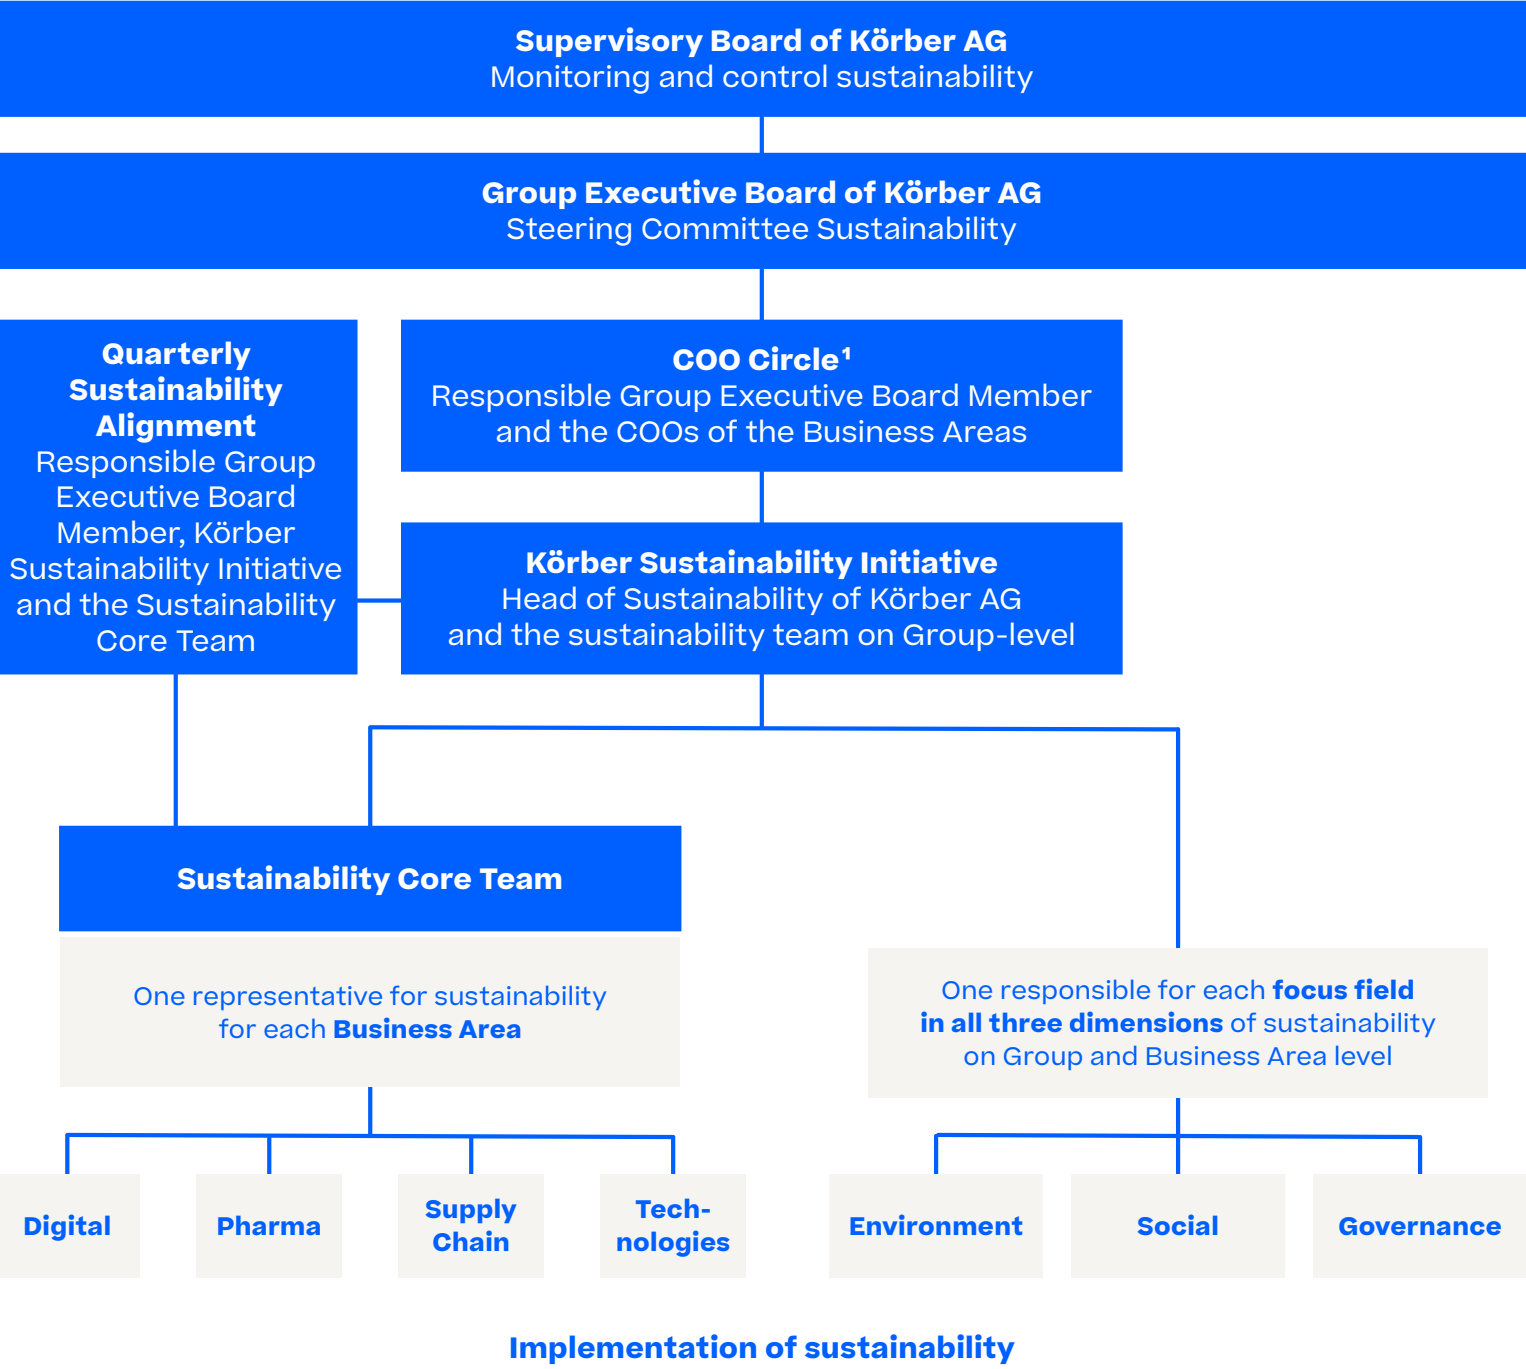 Supervisory Board of Körber AG
Monitoring and control sustainability
Group Executive Board of Körber AG
Steering Committee Sustainability
Quarterly
Sustainability
Alignment
Responsible Group
Executive Board
Member, Körber
Sustainability Initiative
and the Sustainability
Core Team
COO Circle¹
Responsible Group Executive Board Member
and the COOs of the Business Areas
Körber Sustainability Initiative
Head of Sustainability of Körber AG
and the sustainability team on Group-level
Sustainability Core Team
One representative for sustainability
for each Business Area
One responsible for each focus field
in all three dimensions of sustainability
on Group and Business Area level
Digital
Pharma
Supply
Chain
Tech-
nologies
Environment
Social
Governance
Implementation of sustainability